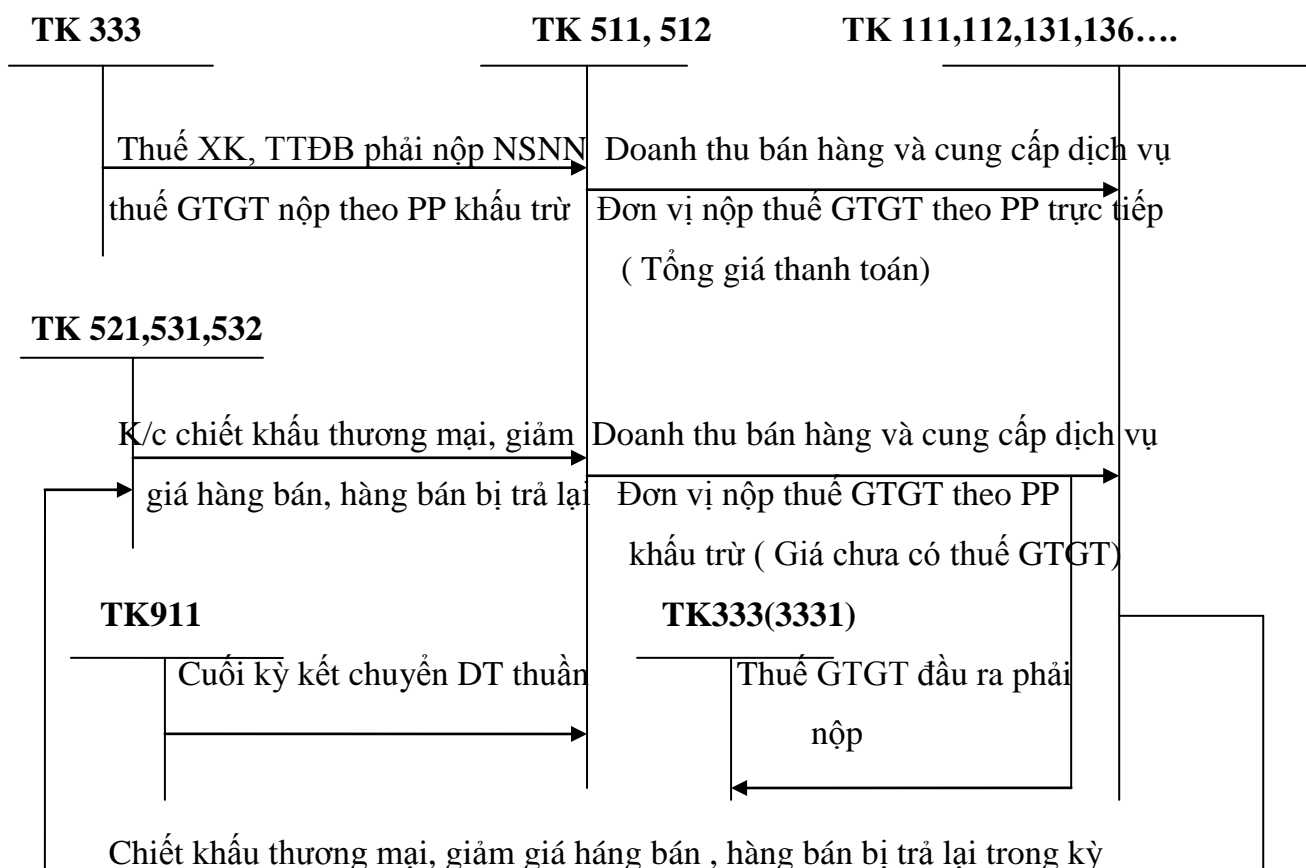 TK 333 TK 511, 512 TK 111,112,131,136….
Thuế XK, TTĐB phải nộp NSNN Doanh thu bán hàng và cung cấp dịch vụ
thuế GTGT nộp theo PP khấu trừ Đơn vị nộp thuế GTGT theo PP trực tiếp
( Tổng giá thanh toán)
TK 521,531,532
K/c chiết khấu thương mại, giảm Doanh thu bán hàng và cung cấp dịch vụ
giá hàng bán, hàng bán bị trả lại Đơn vị nộp thuế GTGT theo PP
khấu trừ ( Giá chưa có thuế GTGT)
TK911 TK333(3331)
Cuối kỳ kết chuyển DT thuần Thuế GTGT đầu ra phải
nộp
Chiết khấu thương mại, giảm giá háng bán , hàng bán bị trả lại trong kỳ